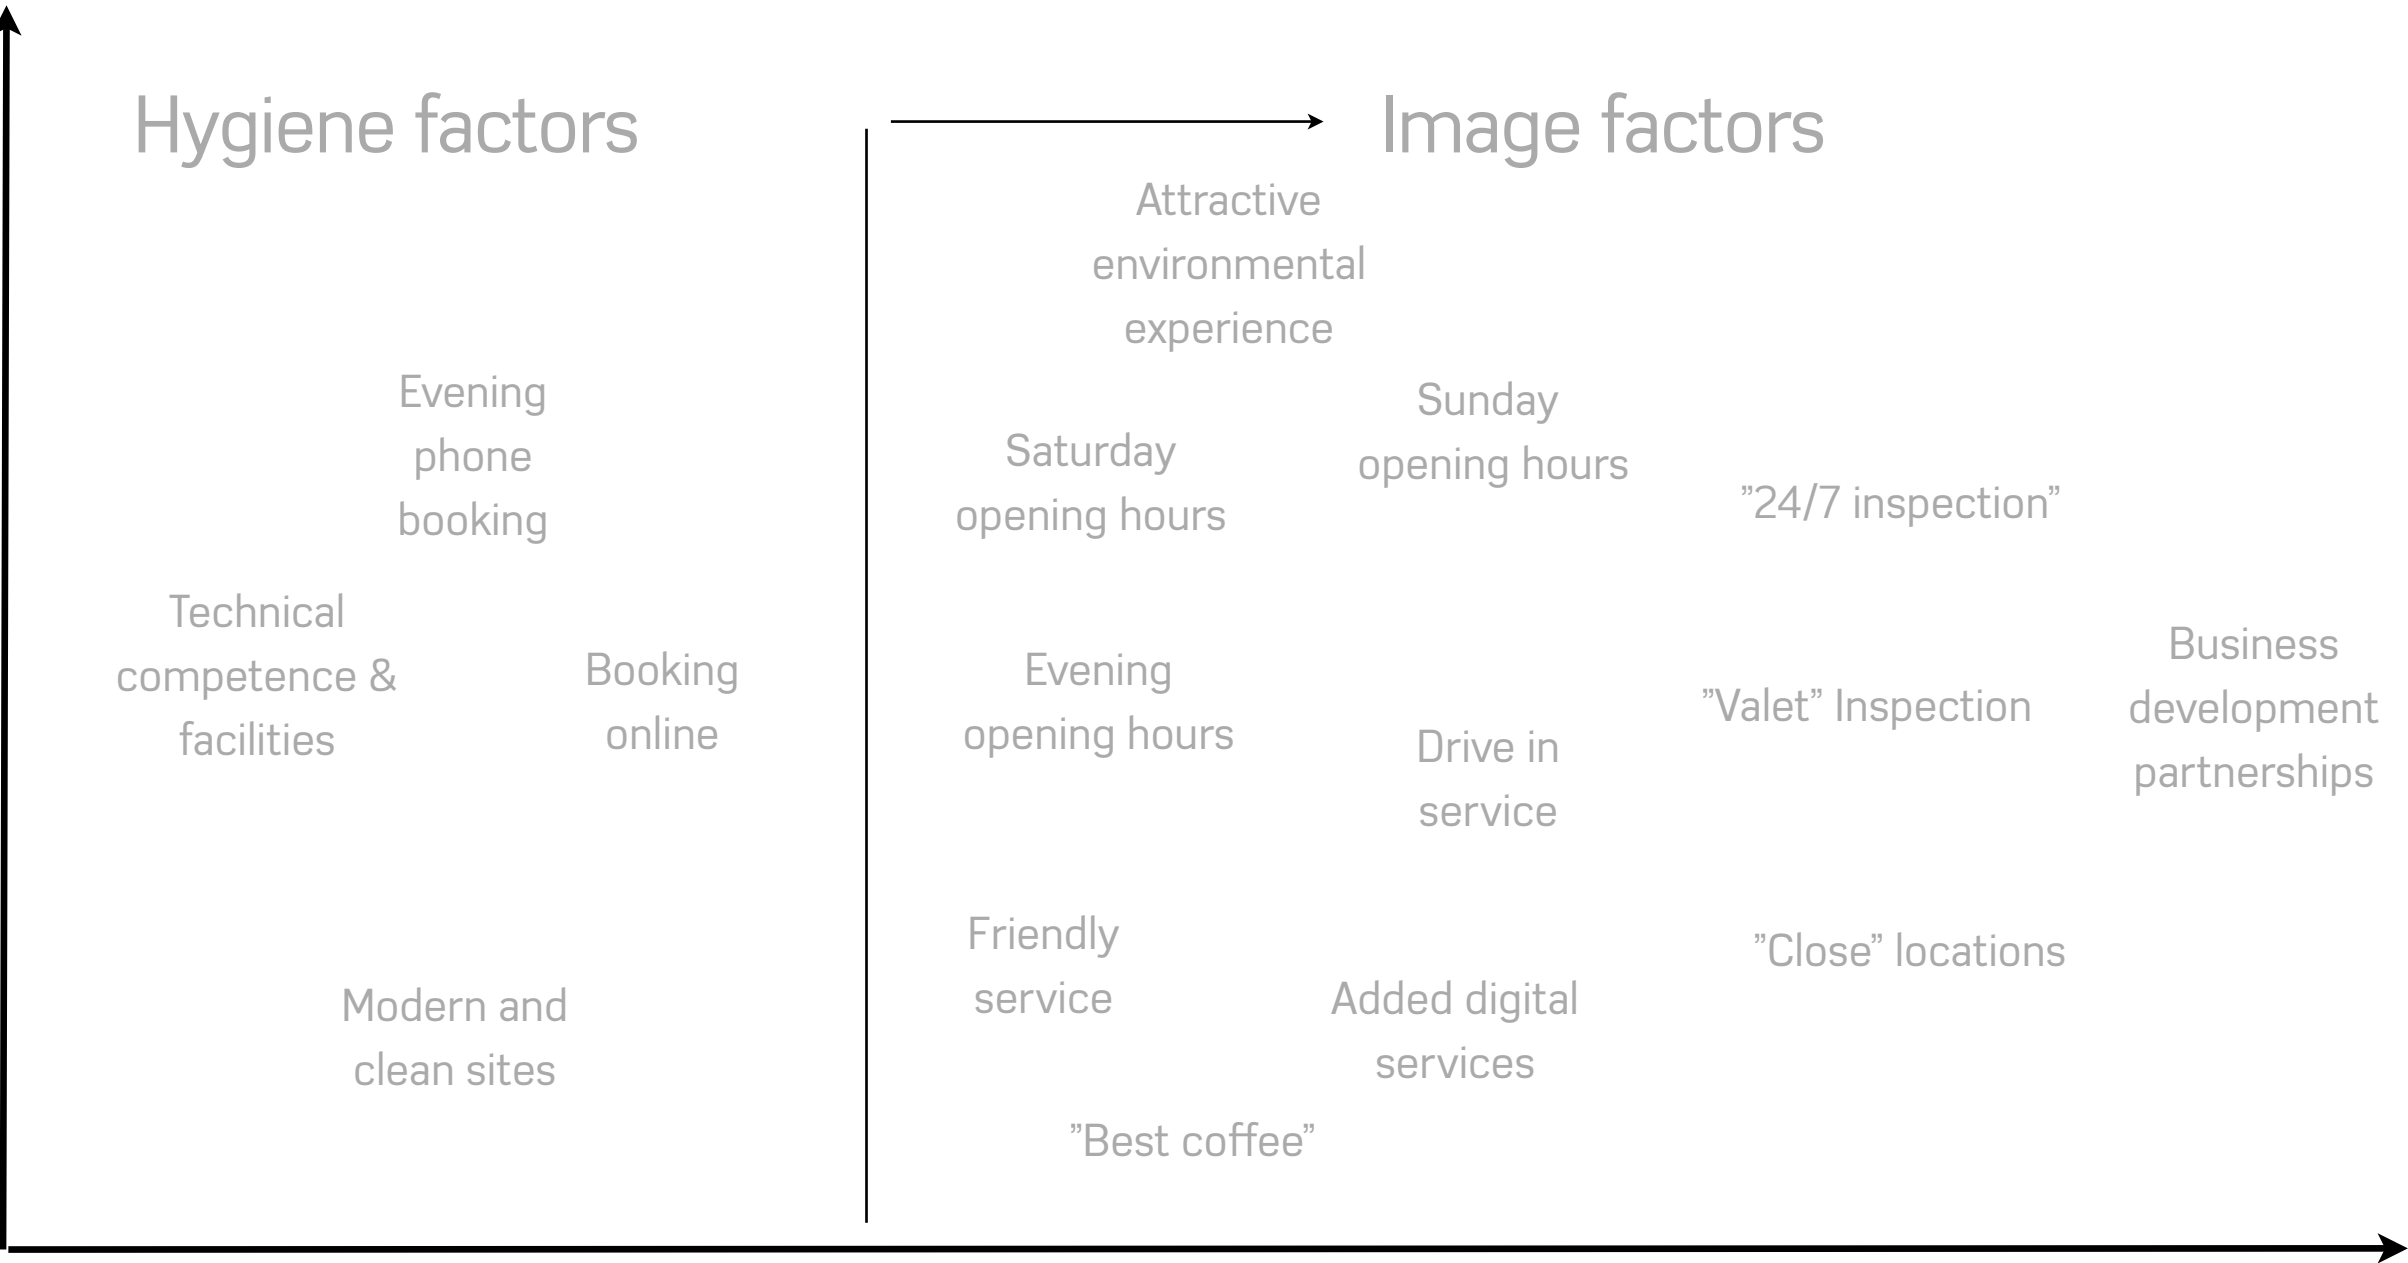 Hygiene factors
Image factors
Evening
phone
booking
Technical
competence &
facilities
Booking
online
Modern and
clean sites
Attractive
environmental
experience
Saturday
opening hours
Sunday
opening hours
”24/7 inspection”
Evening
opening hours
Drive in
service
”Valet” Inspection
Business
development
partnerships
Friendly
service
Added digital
services
”Close” locations
”Best coffee”